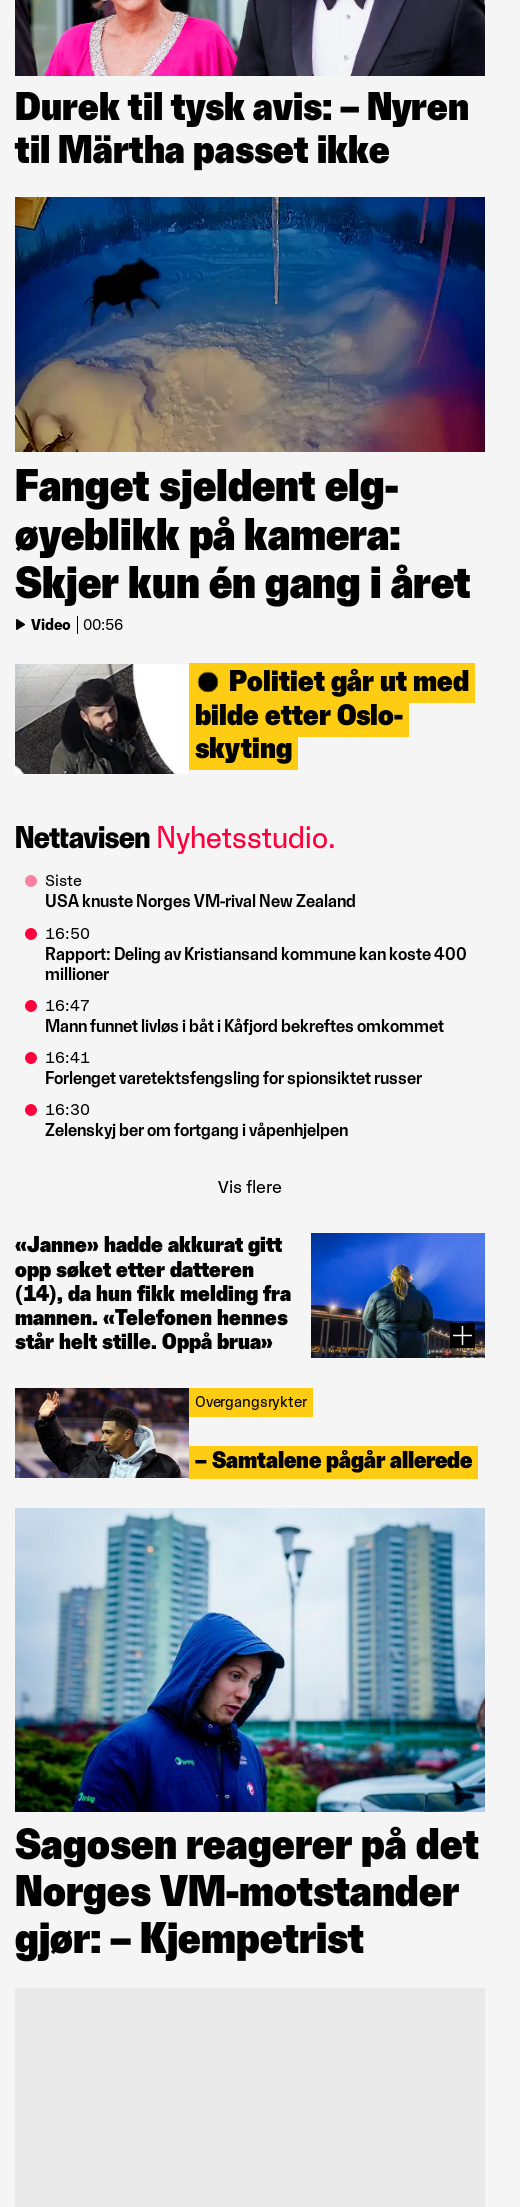 Durek til tysk avis: – Nyren
til Märtha passet ikke
Fanget sjeldent elg-
øyeblikk på kamera:
Skjer kun én gang i året
Video | 00:56
Politiet går ut med
bilde etter Oslo-
skyting
Nettavisen Nyhetsstudio.
Siste
USA knuste Norges VM-rival New Zealand
16:50
Rapport: Deling av Kristiansand kommune kan koste 400
millioner
16:47
Mann funnet livløs i båt i Kåfjord bekreftes omkommet
16:41
Forlenget varetektsfengsling for spionsiktet russer
16:30
Zelenskyj ber om fortgang i våpenhjelpen
Vis flere
«Janne» hadde akkurat gitt
opp søket etter datteren
(14), da hun fikk melding fra
mannen. «Telefonen hennes
står helt stille. Oppå brua»
Overgangsrykter
– Samtalene pågår allerede
bring
bring
Sagosen reagerer på det
Norges VM-motstander
gjør: – Kjempetrist